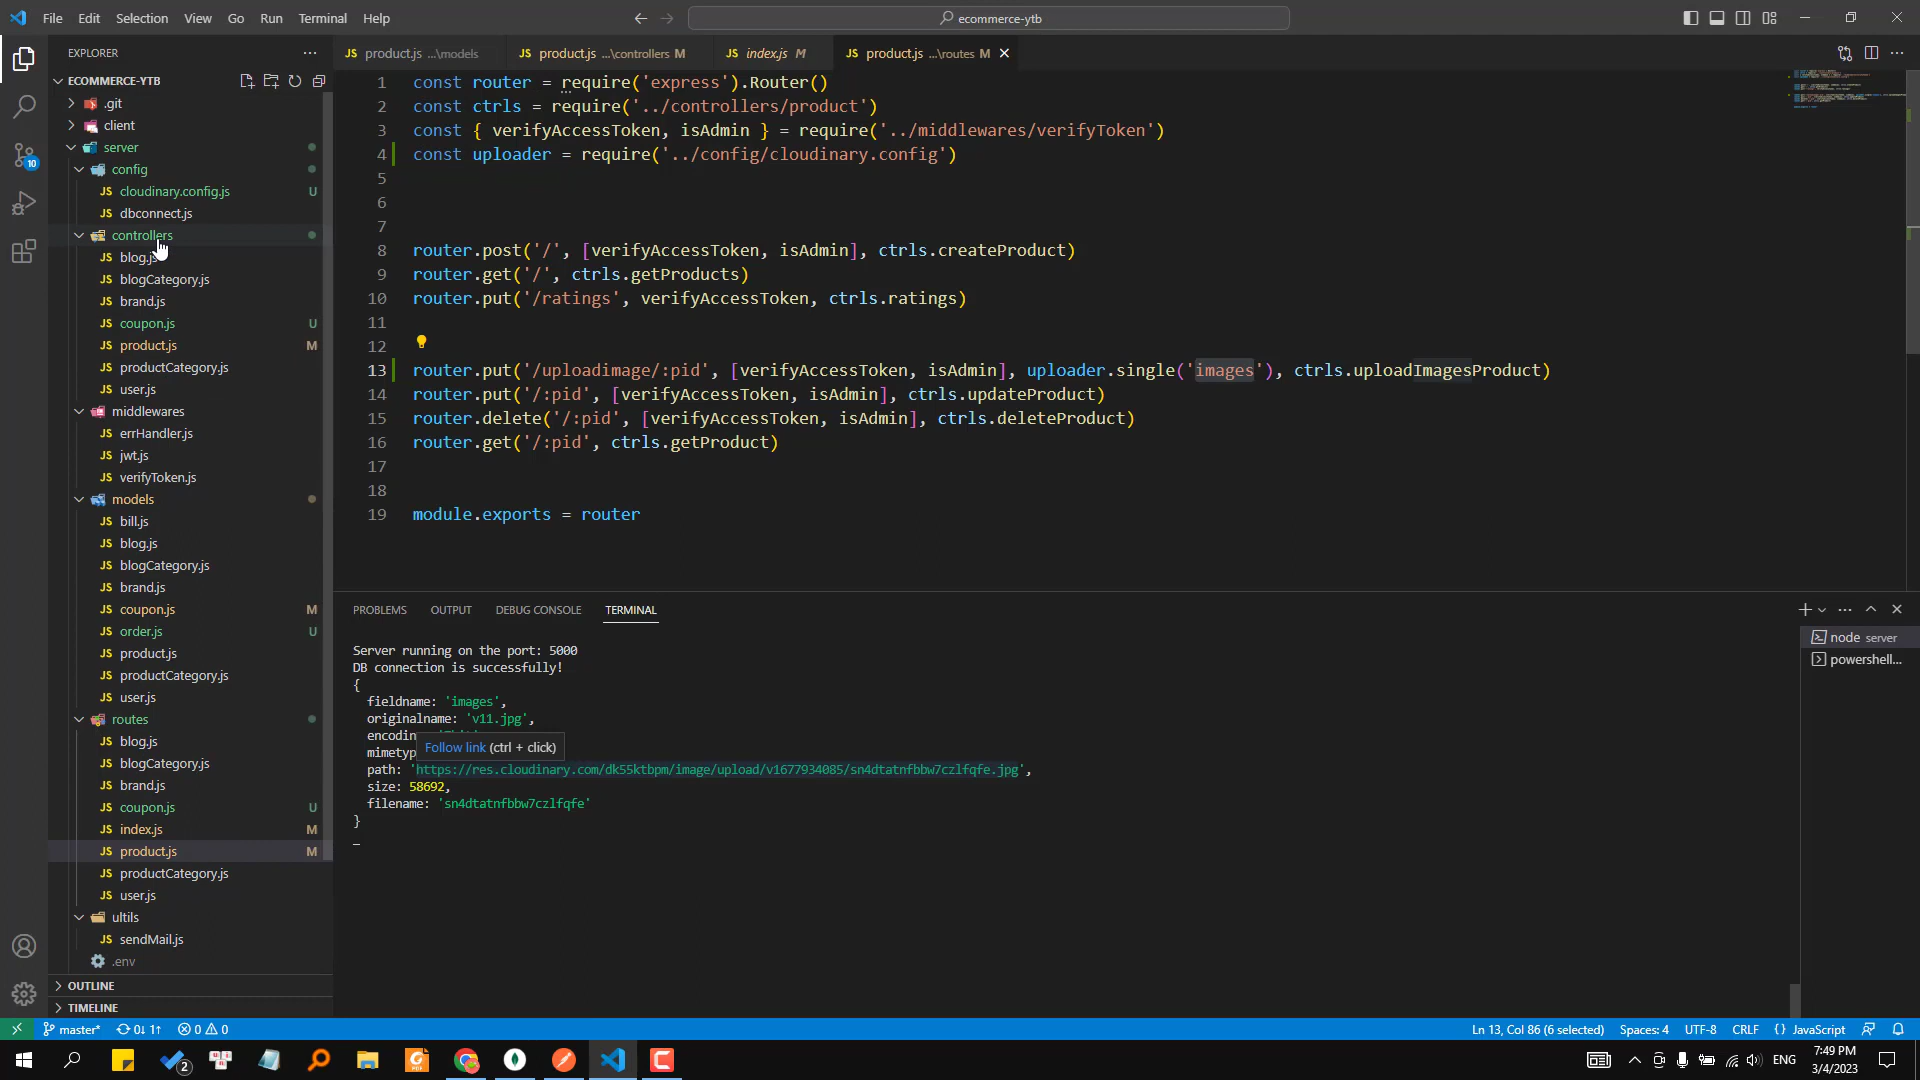 File Edit Selection View Go Run Terminal Help
ecommerce-ytb
EXPLORER
product.js ...\models
product.js ...\controllers M
index.js M
product.js ...\routes M
ECOMMERCE-YTB
.git
client
server
config
cloudinary.config.js U
dbconnect.js
controllers
blog.js
blogCategory.js
brand.js
coupon.js U
product.js M
productCategory.js
user.js
middlewares
errHandler.js
jwt.js
verifyToken.js
models
bill.js
blog.js
blogCategory.js
brand.js
coupon.js M
order.js U
product.js
productCategory.js
user.js
routes
blog.js
blogCategory.js
brand.js
coupon.js U
index.js M
product.js M
productCategory.js
user.js
ultils
sendMail.js
.env
OUTLINE
TIMELINE
1 const router = require('express').Router()
2 const ctrls = require('../controllers/product')
3 const { verifyAccessToken, isAdmin } = require('../middlewares/verifyToken')
4 const uploader = require('../config/cloudinary.config')
5
6
7
8 router.post('/', [verifyAccessToken, isAdmin], ctrls.createProduct)
9 router.get('/', ctrls.getProducts)
10 router.put('/ratings', verifyAccessToken, ctrls.ratings)
11
12
13 router.put('/uploadimage/:pid', [verifyAccessToken, isAdmin], uploader.single('images'), ctrls.uploadImagesProduct)
14 router.put('/:pid', [verifyAccessToken, isAdmin], ctrls.updateProduct)
15 router.delete('/:pid', [verifyAccessToken, isAdmin], ctrls.deleteProduct)
16 router.get('/:pid', ctrls.getProduct)
17
18
19 module.exports = router
PROBLEMS OUTPUT DEBUG CONSOLE TERMINAL
node server
powershell...
Server running on the port: 5000
DB connection is successfully!
{
fieldname: 'images',
originalname: 'v11.jpg',
encodin
Follow link (ctrl + click)
mimetyp
path: 'https://res.cloudinary.com/dk55ktbpm/image/upload/v1677934085/sn4dtatnfbbw7czlfqfe.jpg',
size: 58692,
filename: 'sn4dtatnfbbw7czlfqfe'
}
10
master* 0↓ 1↑ 0 0
Ln 13, Col 86 (6 selected) Spaces: 4 UTF-8 CRLF {} JavaScript
2
ENG
7:49 PM
3/4/2023